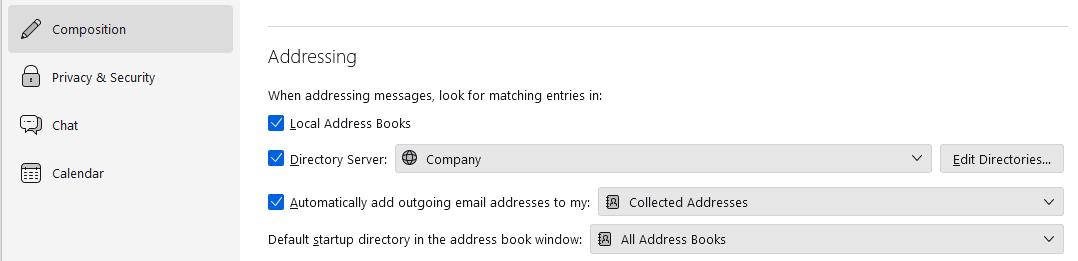 Composition
Privacy & Security
Chat
Calendar
Addressing
When addressing messages, look for matching entries in:
Local Address Books
Directory Server: Company Edit Directories...
Automatically add outgoing email addresses to my: Collected Addresses
Default startup directory in the address book window: All Address Books